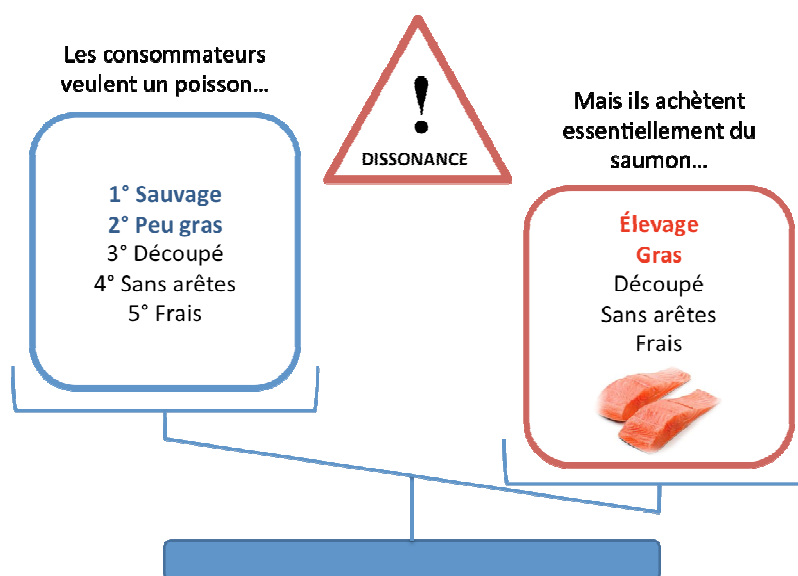 Les consommateurs
veulent un poisson…
1° Sauvage
2° Peu gras
3° Découpé
4° Sans arêtes
5° Frais
!
DISSONANCE
Mais ils achètent
essentiellement du
saumon…
Élevage
Gras
Découpé
Sans arêtes
Frais